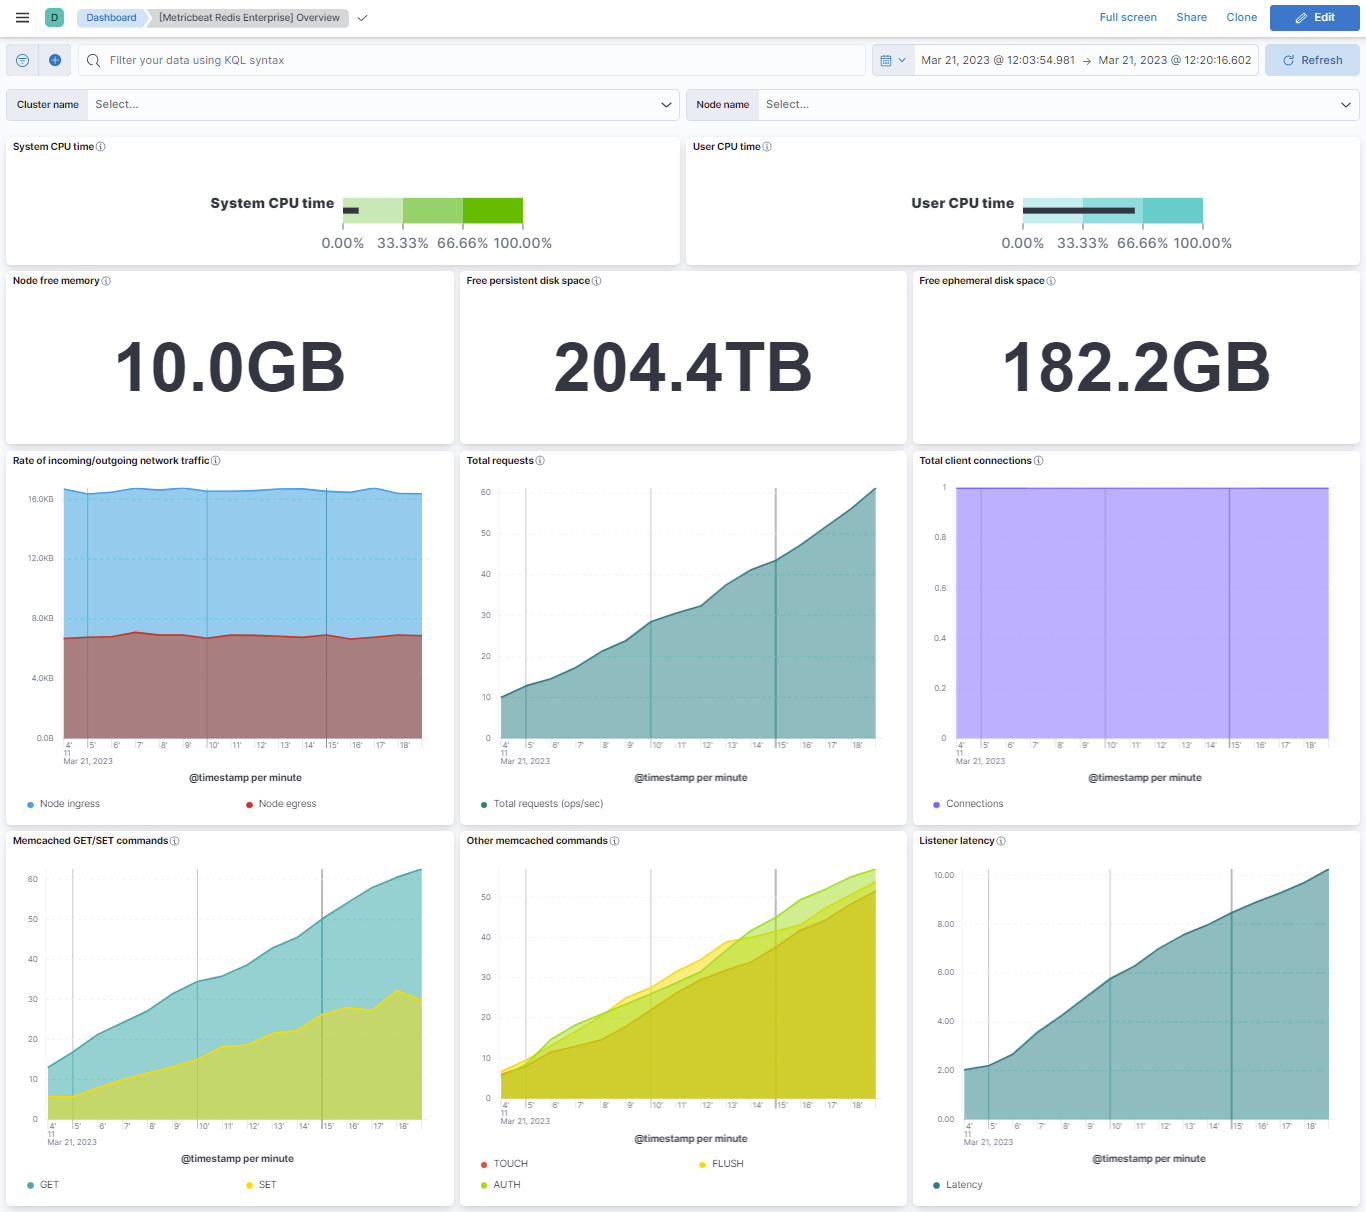 D Dashboard [Metricbeat Redis Enterprise] Overview Full screen Share Clone Edit
Filter your data using KQL syntax Mar 21, 2023 @ 12:03:54.981 → Mar 21, 2023 @ 12:20:16.602 Refresh
Cluster name Select... Node name Select...
System CPU time User CPU time
System CPU time User CPU time
0.00% 33.33% 66.66% 100.00% 0.00% 33.33% 66.66% 100.00%
Node free memory Free persistent disk space Free ephemeral disk space
10.0GB 204.4TB 182.2GB
Rate of incoming/outgoing network traffic
16.0KB
12.0KB
8.0KB
4.0KB
0.0B
4' 5' 6' 7' 8' 9' 10' 11' 12' 13' 14' 15' 16' 17' 18'
11
Mar 21, 2023
@timestamp per minute
Node ingress Node egress
Total requests
60
50
40
30
20
10
0
4' 5' 6' 7' 8' 9' 10' 11' 12' 13' 14' 15' 16' 17' 18'
11
Mar 21, 2023
@timestamp per minute
Total requests (ops/sec)
Total client connections
1
0.8
0.6
0.4
0.2
0
4' 5' 6' 7' 8' 9' 10' 11' 12' 13' 14' 15' 16' 17' 18'
11
Mar 21, 2023
@timestamp per minute
Connections
Memcached GET/SET commands
60
50
40
30
20
10
0
4' 5' 6' 7' 8' 9' 10' 11' 12' 13' 14' 15' 16' 17' 18'
11
Mar 21, 2023
@timestamp per minute
GET SET
Other memcached commands
50
40
30
20
10
0
4' 5' 6' 7' 8' 9' 10' 11' 12' 13' 14' 15' 16' 17' 18'
11
Mar 21, 2023
@timestamp per minute
TOUCH FLUSH
AUTH
Listener latency
10.00
8.00
6.00
4.00
2.00
0.00
4' 5' 6' 7' 8' 9' 10' 11' 12' 13' 14' 15' 16' 17' 18'
11
Mar 21, 2023
@timestamp per minute
Latency